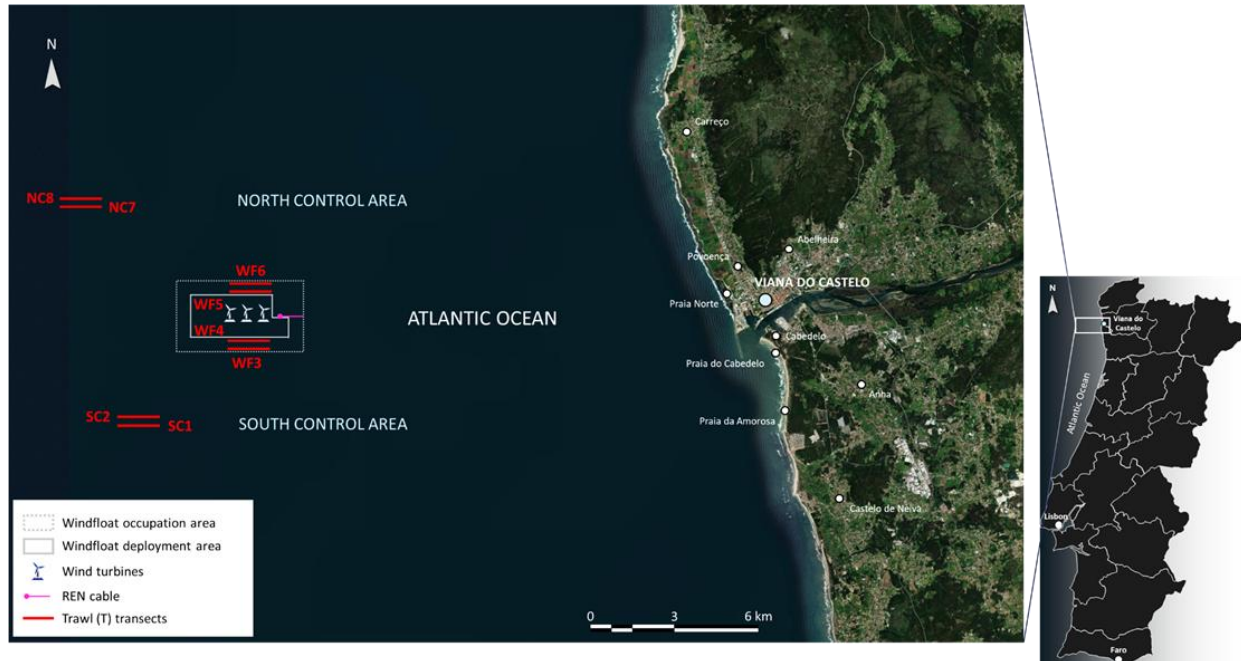 N
Carreço
NC8
NC7
NORTH CONTROL AREA
Abelheira
Povoença
WF6
VIANA DO CASTELO
WF5
Praia Norte
ATLANTIC OCEAN
WF4
Cabedelo
WF3
Praia do Cabedelo
Anha
Praia da Amorosa
SC2
SC1
SOUTH CONTROL AREA
Castelo de Neiva
Windfloat occupation area
Windfloat deployment area
Wind turbines
REN cable
Trawl (T) transects
0 3 6 km
N
Viana do
Castelo
Atlantic Ocean
Lisbon
Faro